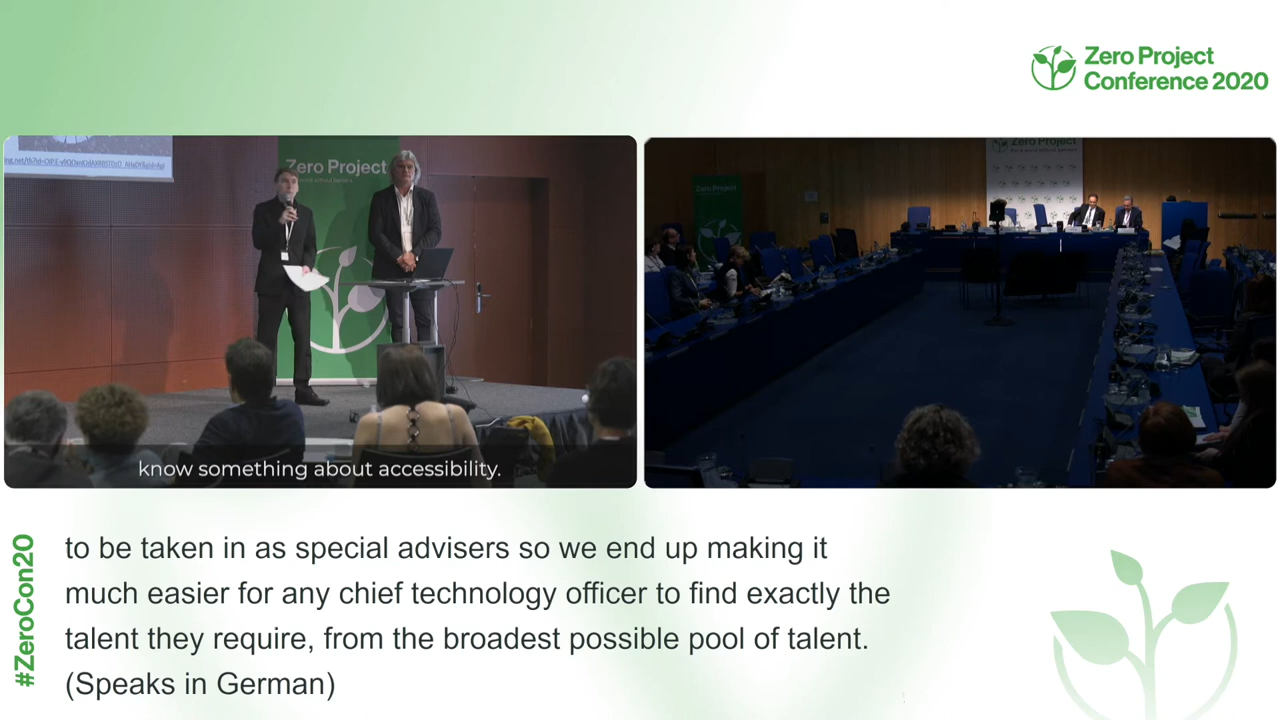 Zero Project
Conference 2020
Zero Project
Zero Project
know something about accessibility.
#ZeroCon20
to be taken in as special advisers so we end up making it
much easier for any chief technology officer to find exactly the
talent they require, from the broadest possible pool of talent.
(Speaks in German)